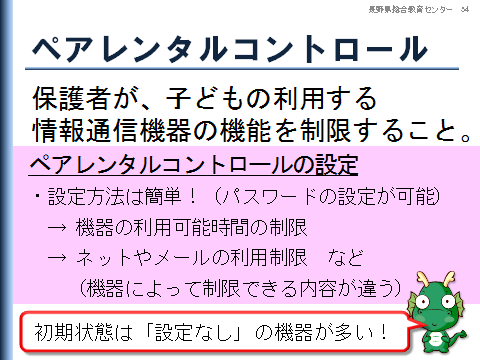 長野県総合教育センター 34
ペアレンタルコントロール
保護者が、子どもの利用する
情報通信機器の機能を制限すること。
ペアレンタルコントロールの設定
・設定方法は簡単！（パスワードの設定が可能）
→ 機器の利用可能時間の制限
→ ネットやメールの利用制限　など
（機器によって制限できる内容が違う）
初期状態は「設定なし」の機器が多い！